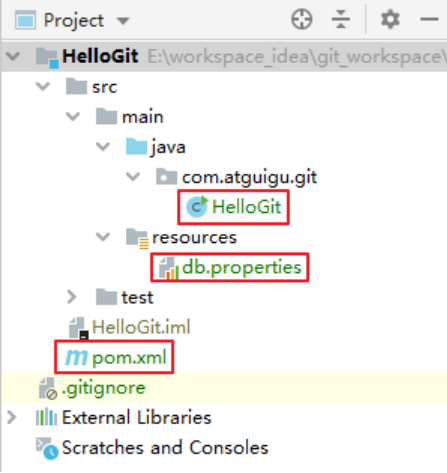 Project
HelloGit E:\workspace_idea\git_workspace\
src
main
java
com.atguigu.git
HelloGit
resources
db.properties
test
HelloGit.iml
pom.xml
.gitignore
External Libraries
Scratches and Consoles